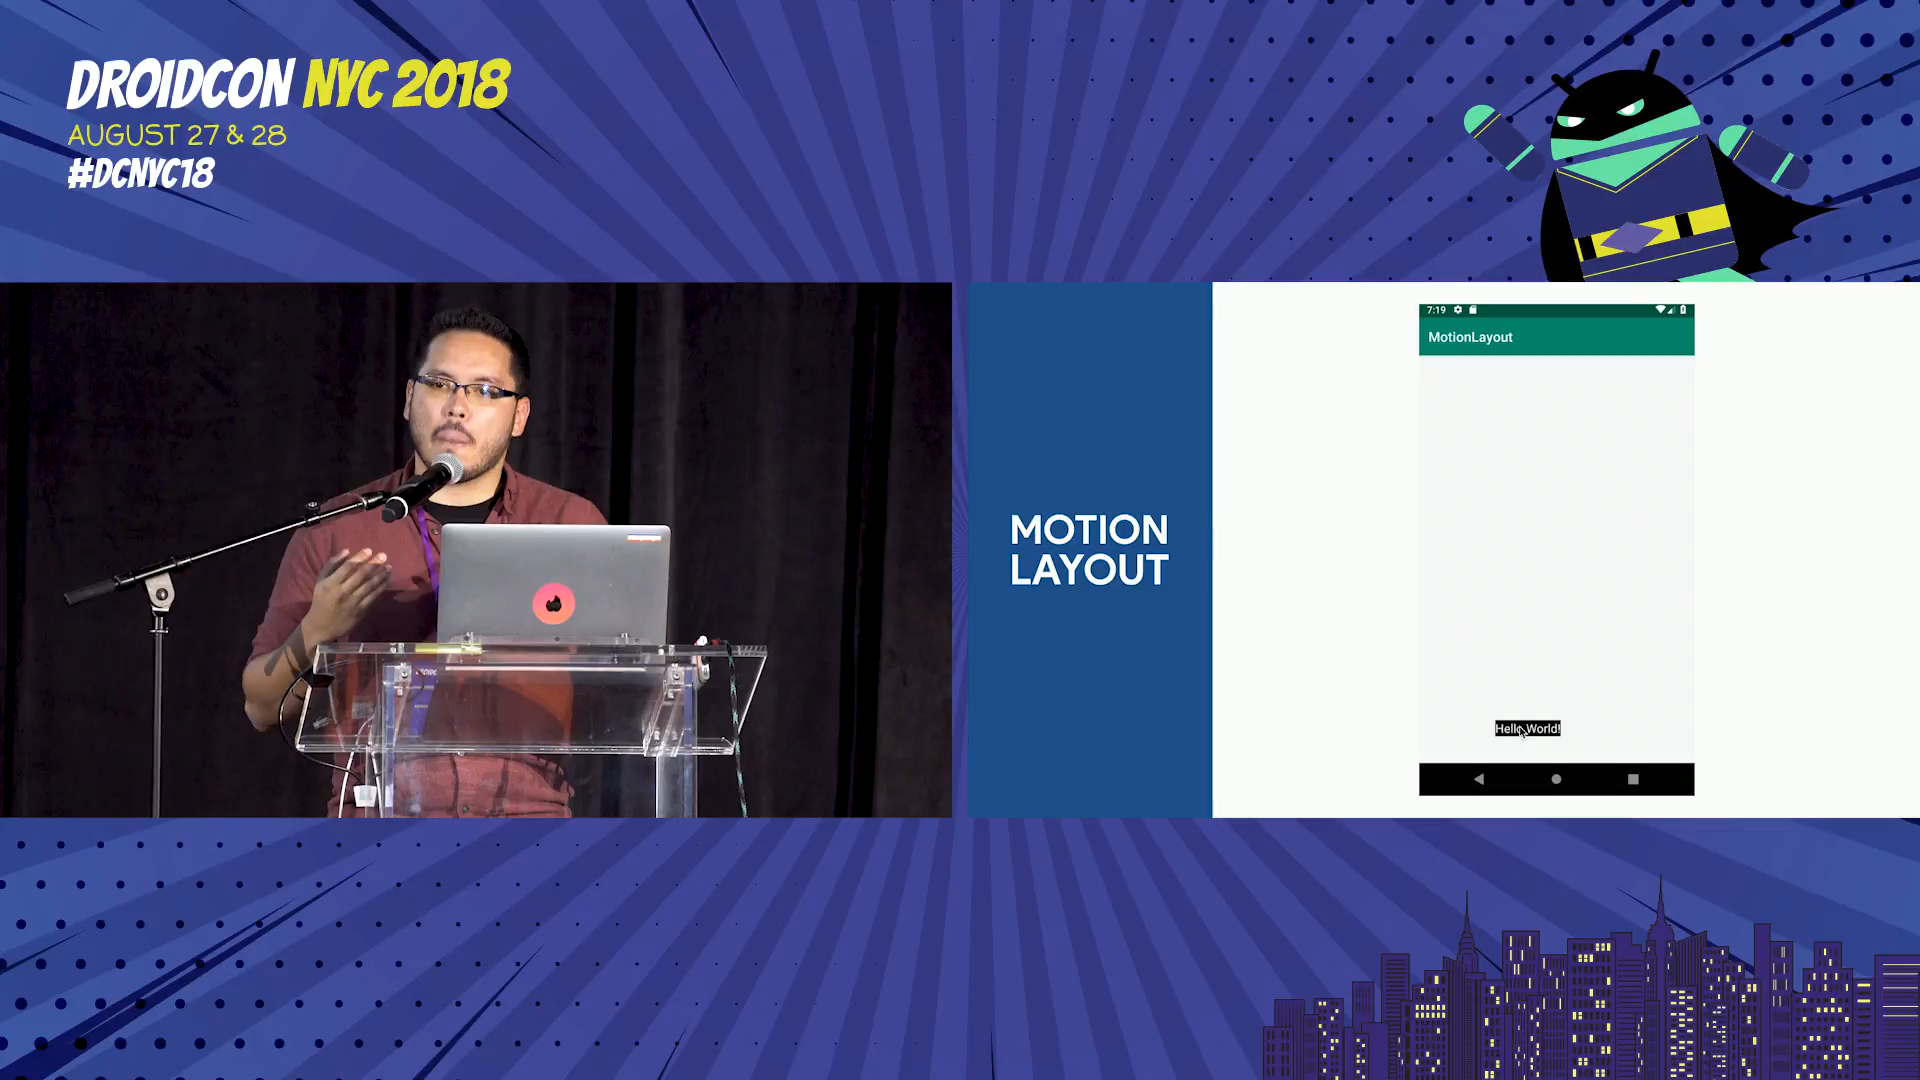 DROIDCON NYC 2018
AUGUST 27 & 28
#DCNYC18
MOTION
LAYOUT
7:19
MotionLayout
Hello World!